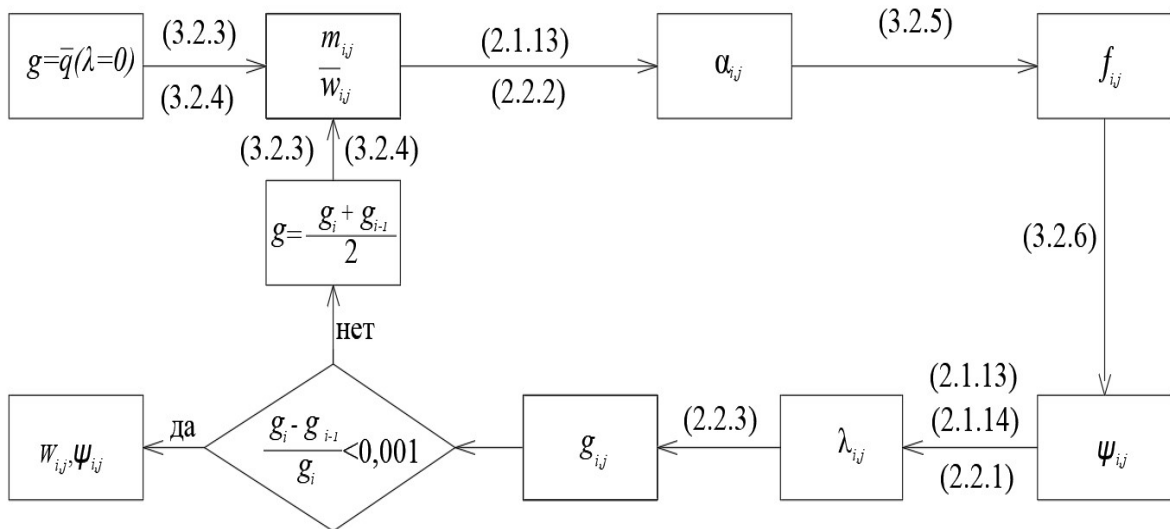 g=q̅(λ=0)
(3.2.3)
(3.2.4)
m_{i,j}
w̅_{i,j}
(2.1.13)
(2.2.2)
α_{i,j}
(3.2.5)
f_{i,j}
(3.2.3) (3.2.4)
g= (g_i + g_{i-1}) / 2
(3.2.6)
нет
(2.1.13)
(2.1.14)
(2.2.1)
ψ_{i,j}
λ_{i,j}
(2.2.3)
g_{i,j}
(g_i - g_{i-1}) / g_i <0,001
да
w_{i,j},ψ_{i,j}